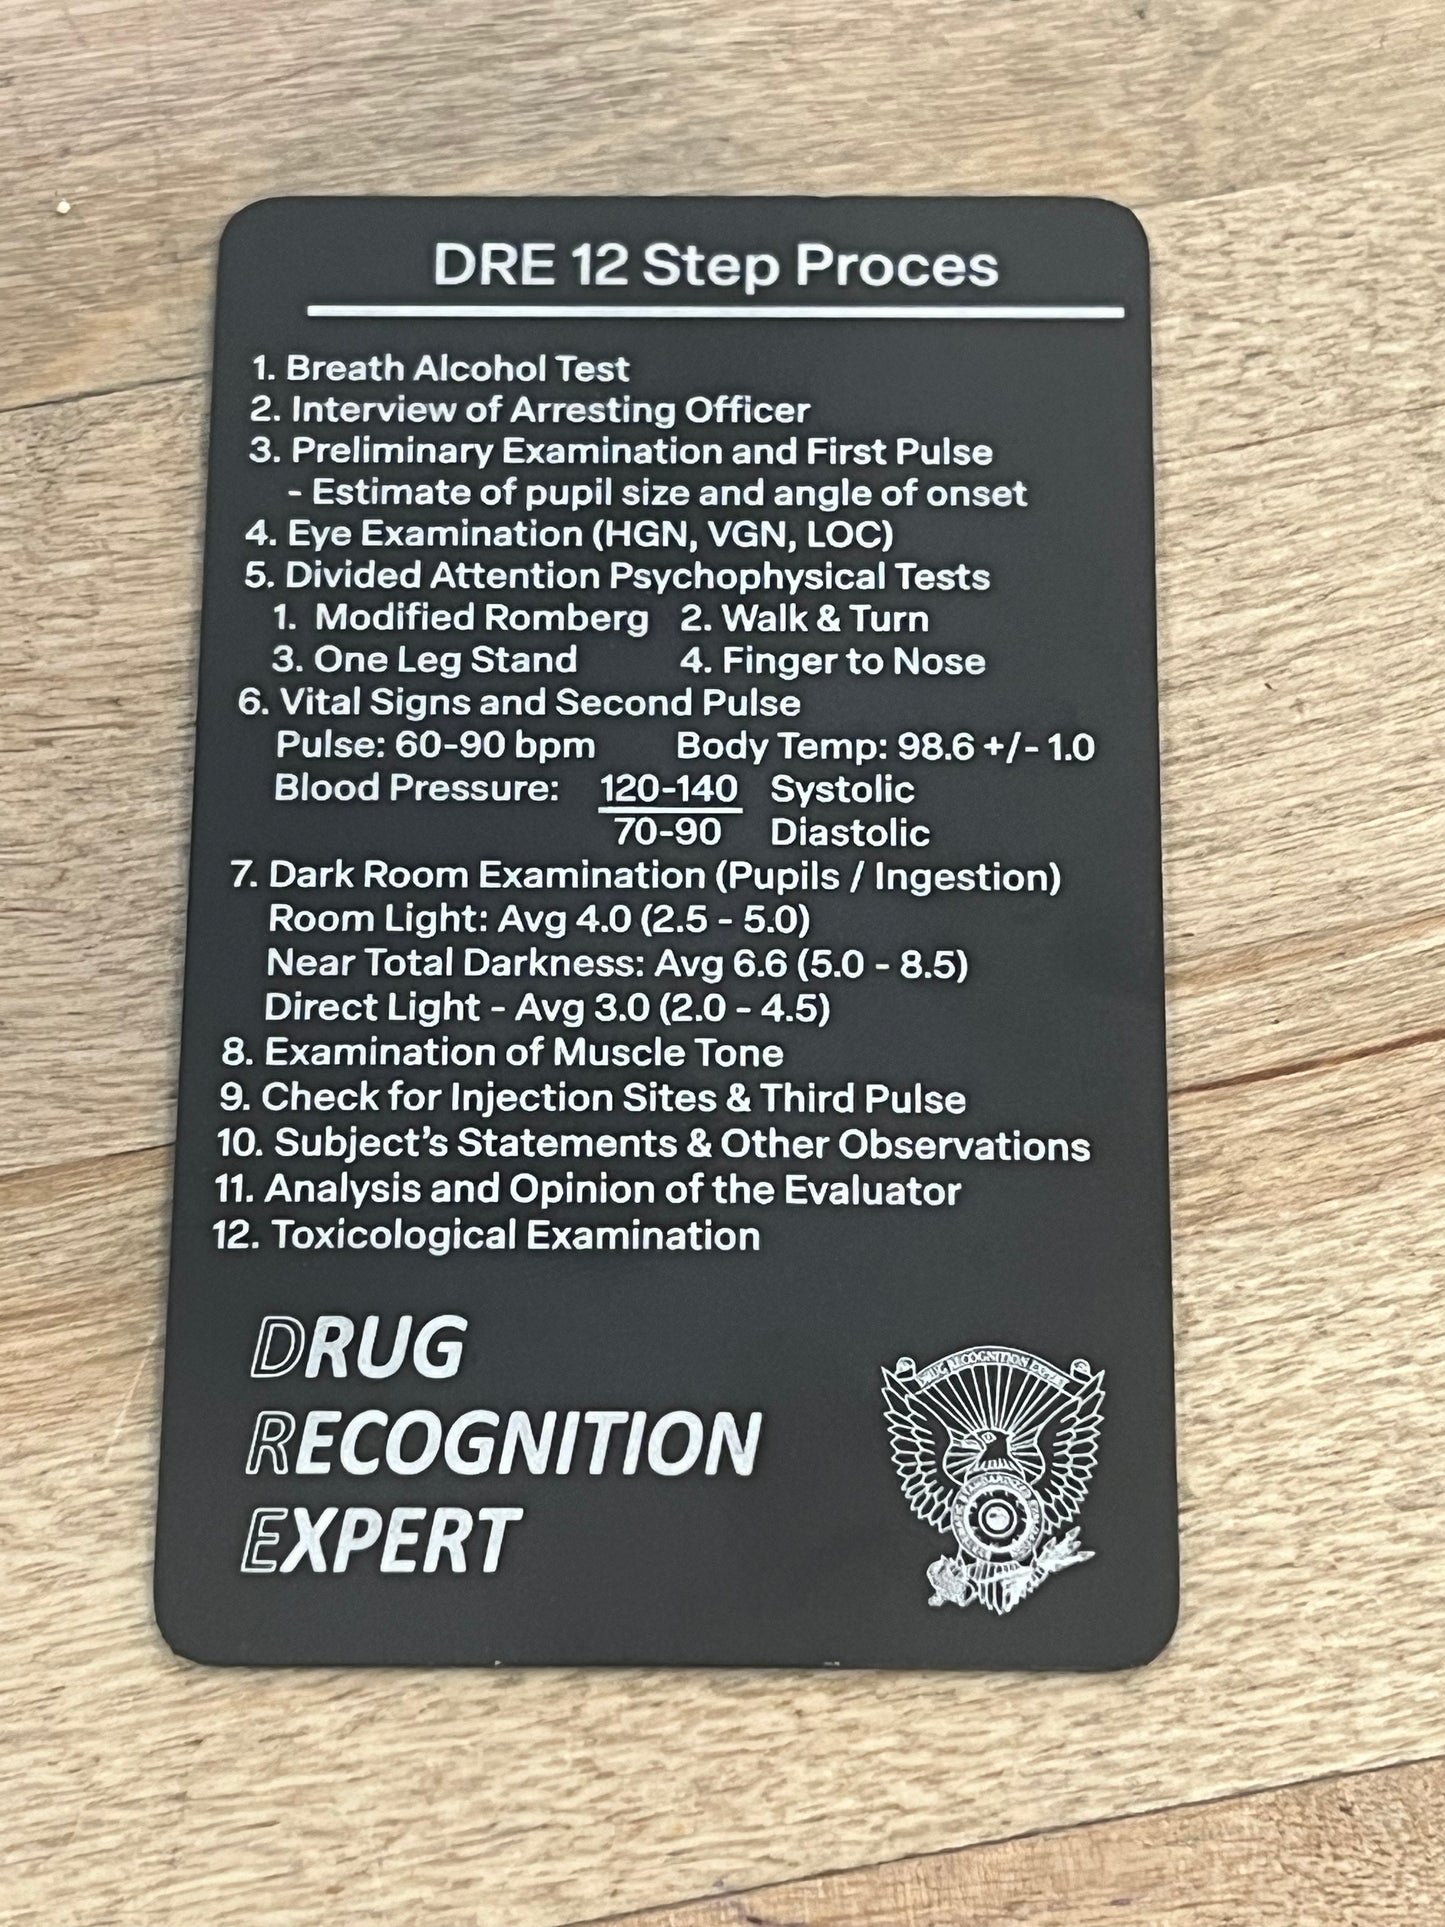 DRE 12 Step Proces
1. Breath Alcohol Test
2. Interview of Arresting Officer
3. Preliminary Examination and First Pulse
- Estimate of pupil size and angle of onset
4. Eye Examination (HGN, VGN, LOC)
5. Divided Attention Psychophysical Tests
1. Modified Romberg 2. Walk & Turn
3. One Leg Stand 4. Finger to Nose
6. Vital Signs and Second Pulse
Pulse: 60-90 bpm Body Temp: 98.6 +/- 1.0
Blood Pressure: 120-140 Systolic
70-90 Diastolic
7. Dark Room Examination (Pupils / Ingestion)
Room Light: Avg 4.0 (2.5 - 5.0)
Near Total Darkness: Avg 6.6 (5.0 - 8.5)
Direct Light - Avg 3.0 (2.0 - 4.5)
8. Examination of Muscle Tone
9. Check for Injection Sites & Third Pulse
10. Subject’s Statements & Other Observations
11. Analysis and Opinion of the Evaluator
12. Toxicological Examination
DRUG
RECOGNITION
EXPERT
DRUG RECOGNITION